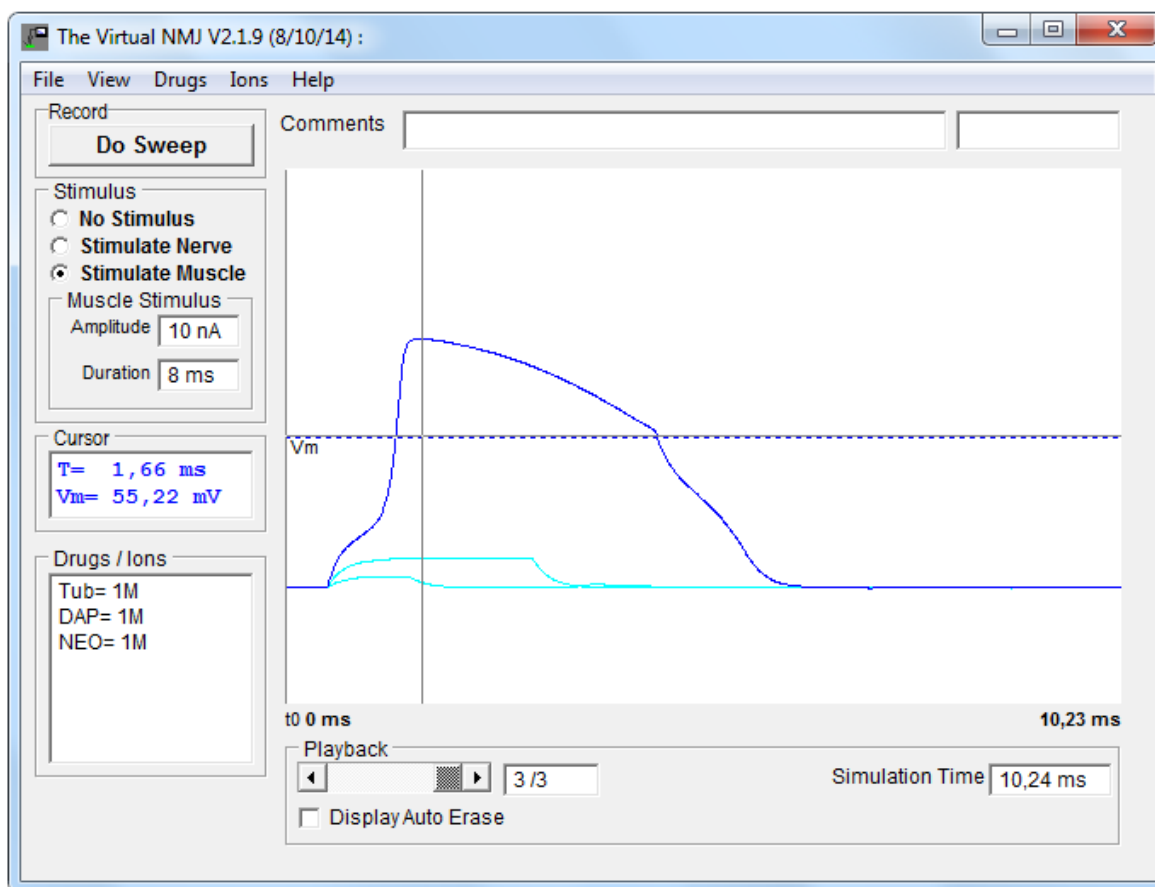 The Virtual NMJ V2.1.9 (8/10/14) :
File View Drugs Ions Help
Record
Do Sweep
Comments
Stimulus
No Stimulus
Stimulate Nerve
Stimulate Muscle
Muscle Stimulus
Amplitude 10 nA
Duration 8 ms
Cursor
T= 1,66 ms
Vm= 55,22 mV
Drugs / Ions
Tub= 1M
DAP= 1M
NEO= 1M
Vm
t0 0 ms 10,23 ms
Playback
3 /3
Simulation Time 10,24 ms
Display Auto Erase